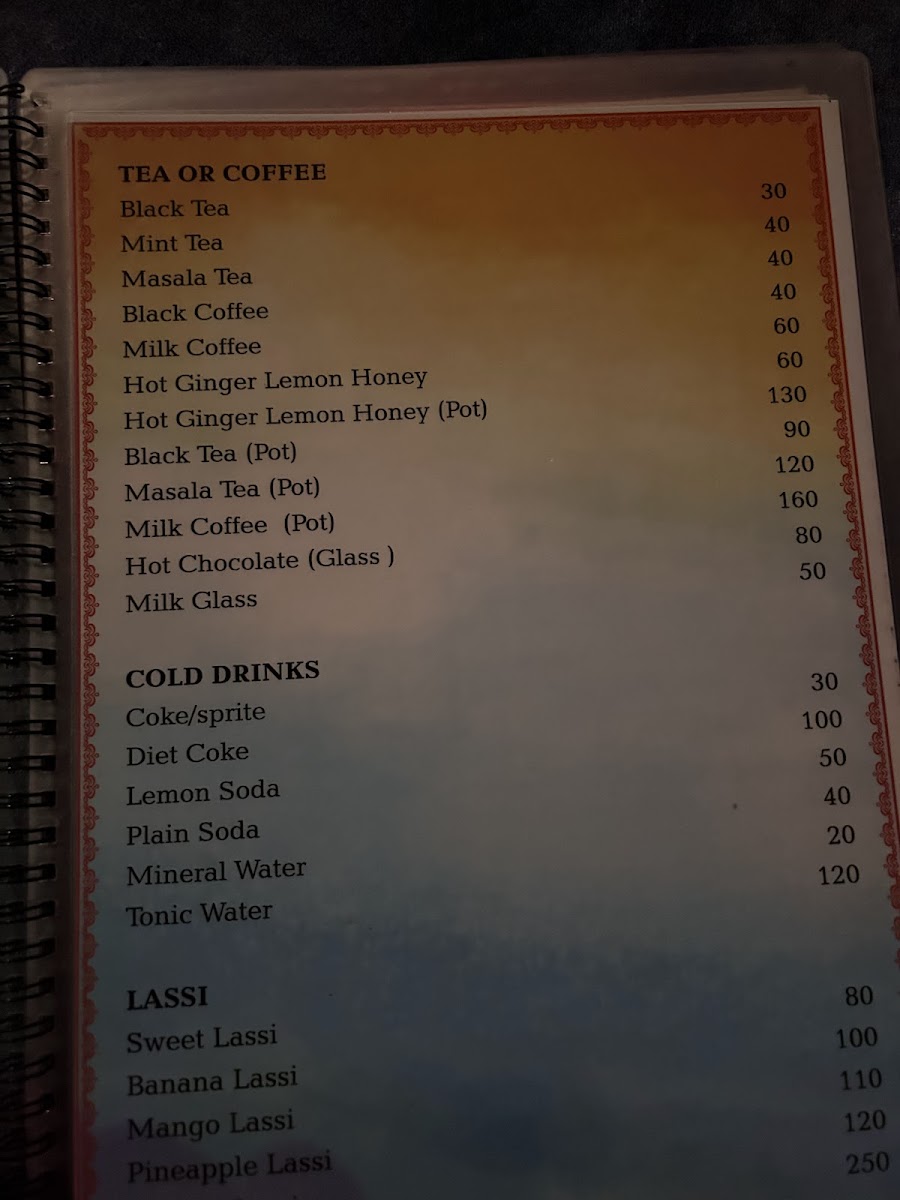 TEA OR COFFEE
Black Tea 30
Mint Tea 40
Masala Tea 40
Black Coffee 40
Milk Coffee 60
Hot Ginger Lemon Honey 60
Hot Ginger Lemon Honey (Pot) 130
Black Tea (Pot) 90
Masala Tea (Pot) 120
Milk Coffee (Pot) 160
Hot Chocolate (Glass ) 80
Milk Glass 50
COLD DRINKS
Coke/sprite 30
Diet Coke 100
Lemon Soda 50
Plain Soda 40
Mineral Water 20
Tonic Water 120
LASSI
Sweet Lassi 80
Banana Lassi 100
Mango Lassi 110
Pineapple Lassi 120
250